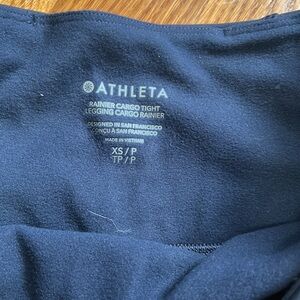 ATHLETA
RAINIER CARGO TIGHT
LEGGING CARGO RAINIER
DESIGNED IN SAN FRANCISCO
CONÇU À SAN FRANCISCO
MADE IN VIETNAM
XS / P
TP / P